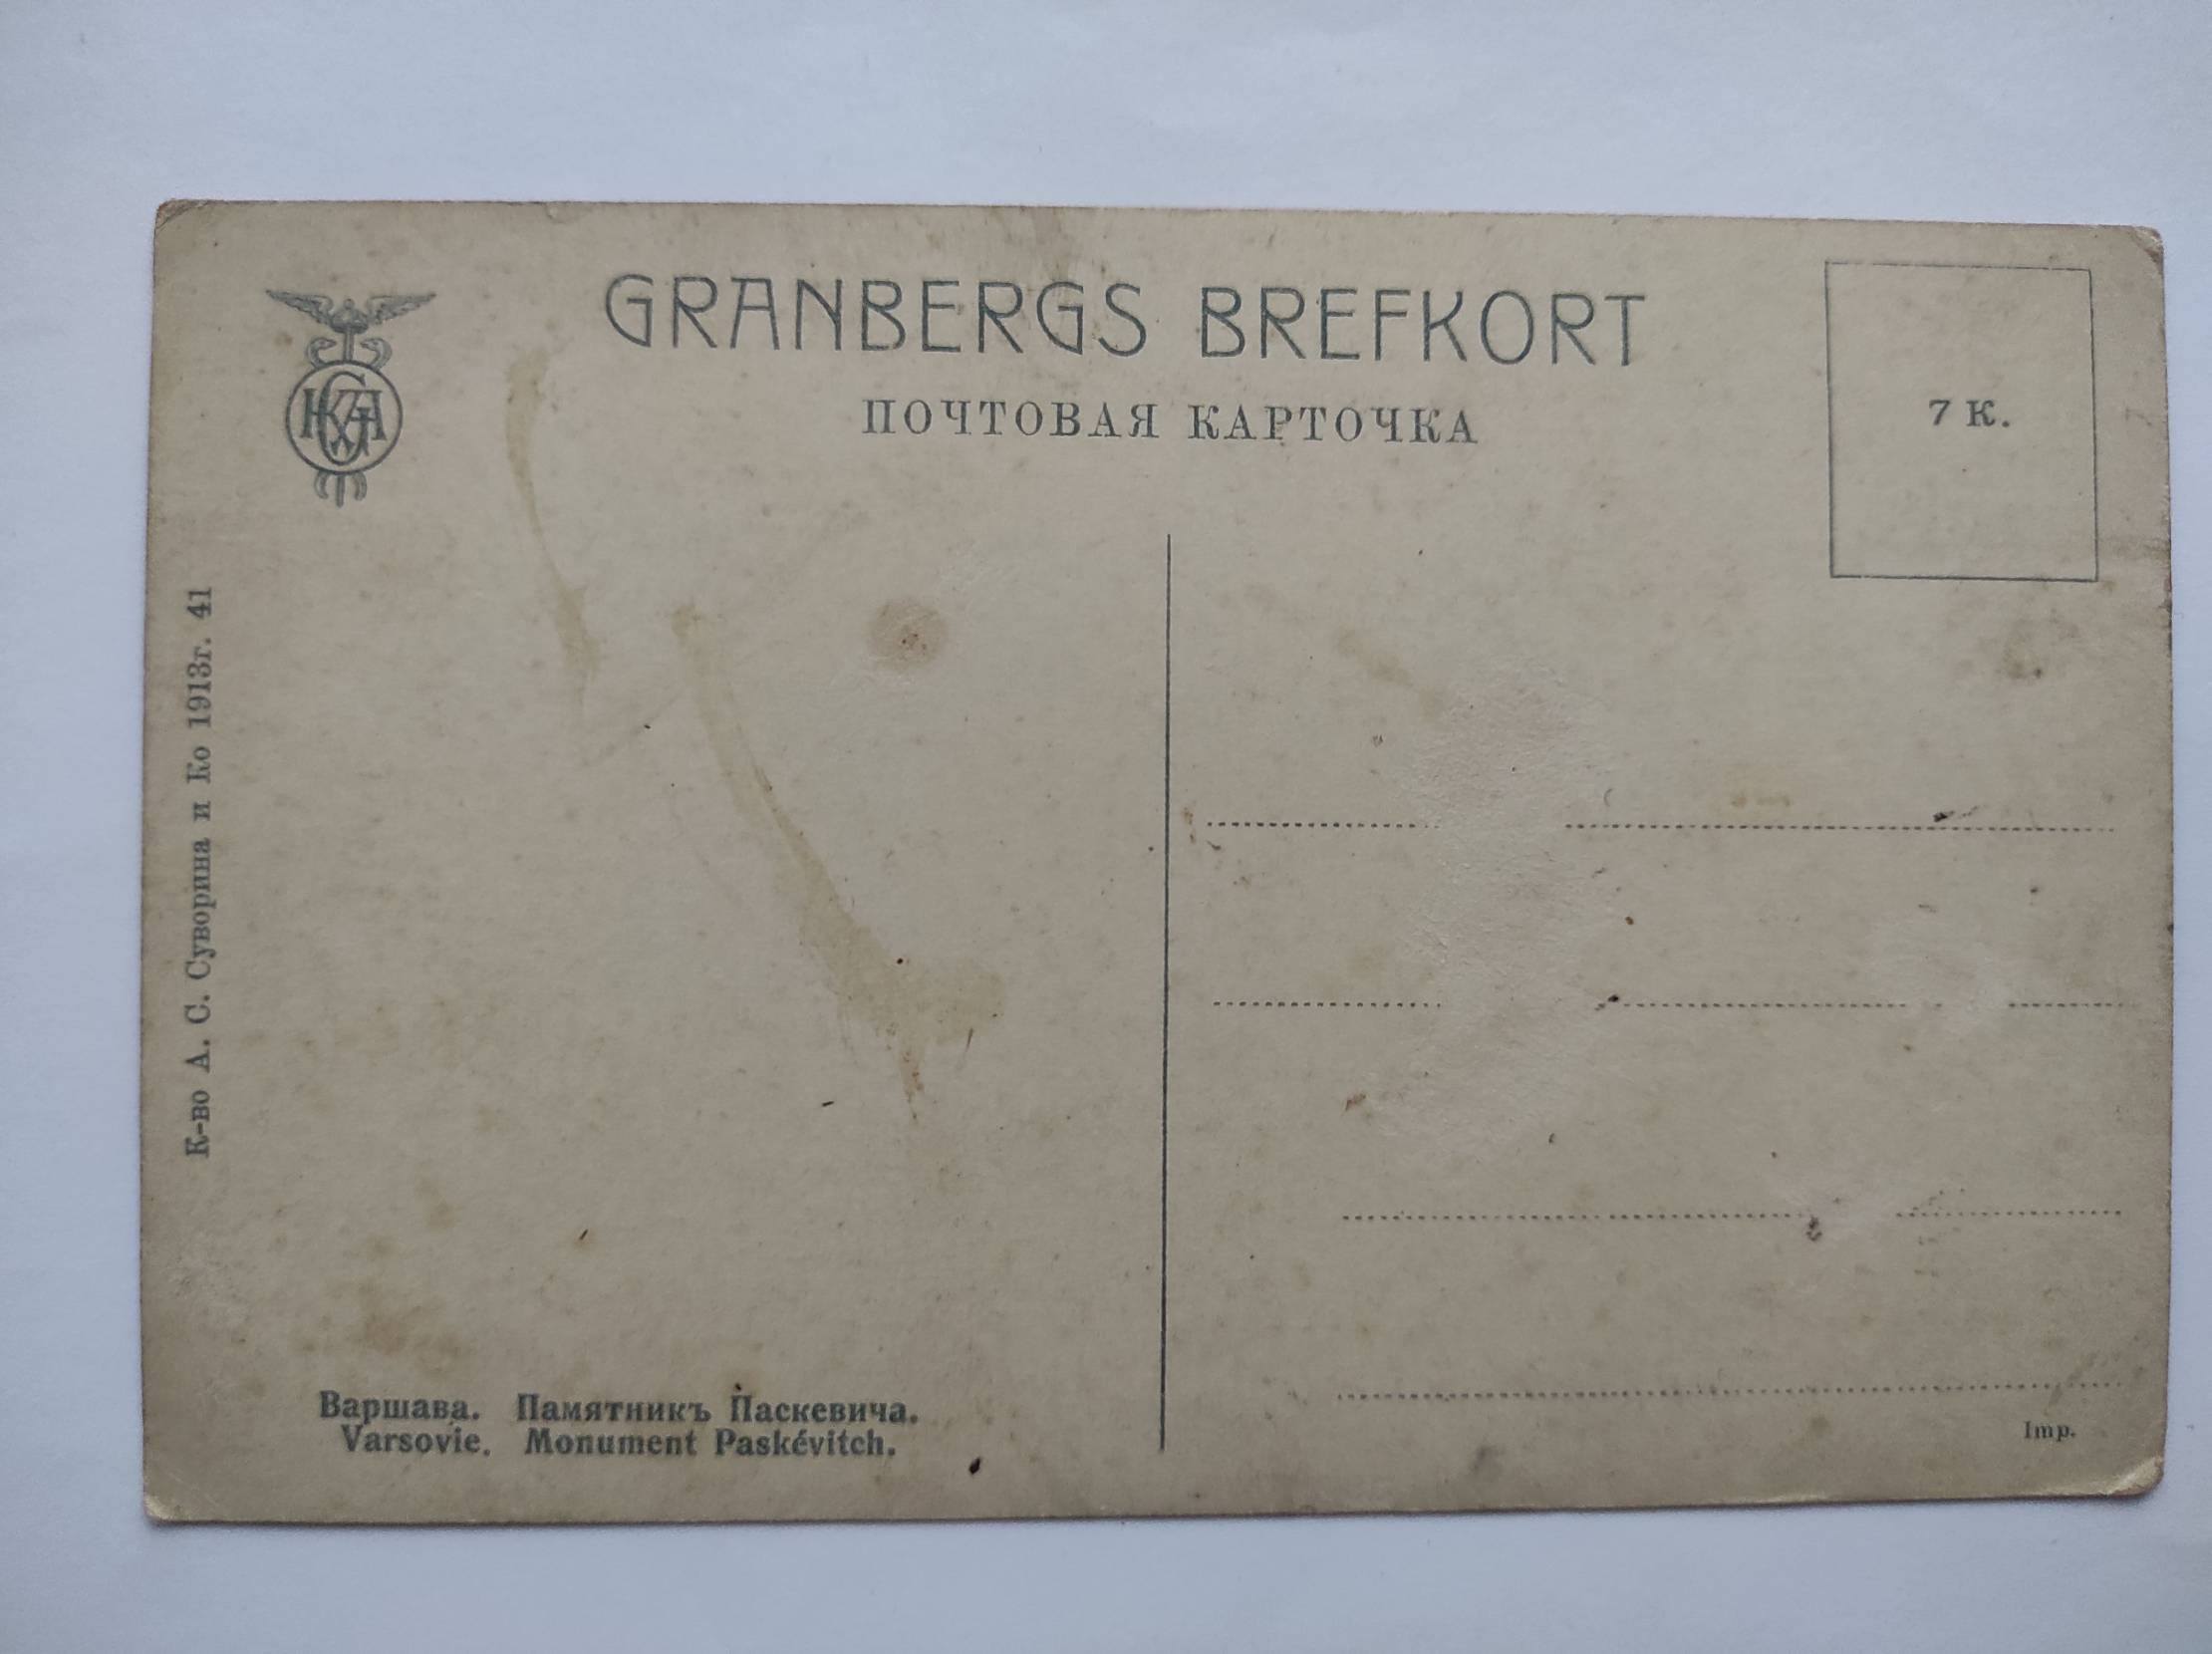 GRANBERGS BREFKORT
ПОЧТОВАЯ КАРТОЧКА
7 К.
К-во А. С. Суворина и Ко 1913г. 41
Варшава. Памятникъ Паскевича.
Varsovie. Monument Paskévitch.
Imp.